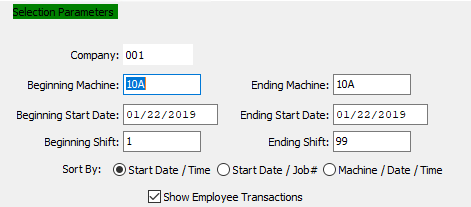 Selection Parameters
Company: 001
Beginning Machine: 10A Ending Machine: 10A
Beginning Start Date: 01/22/2019 Ending Start Date: 01/22/2019
Beginning Shift: 1 Ending Shift: 99
Sort By: Start Date / Time Start Date / Job# Machine / Date / Time
Show Employee Transactions